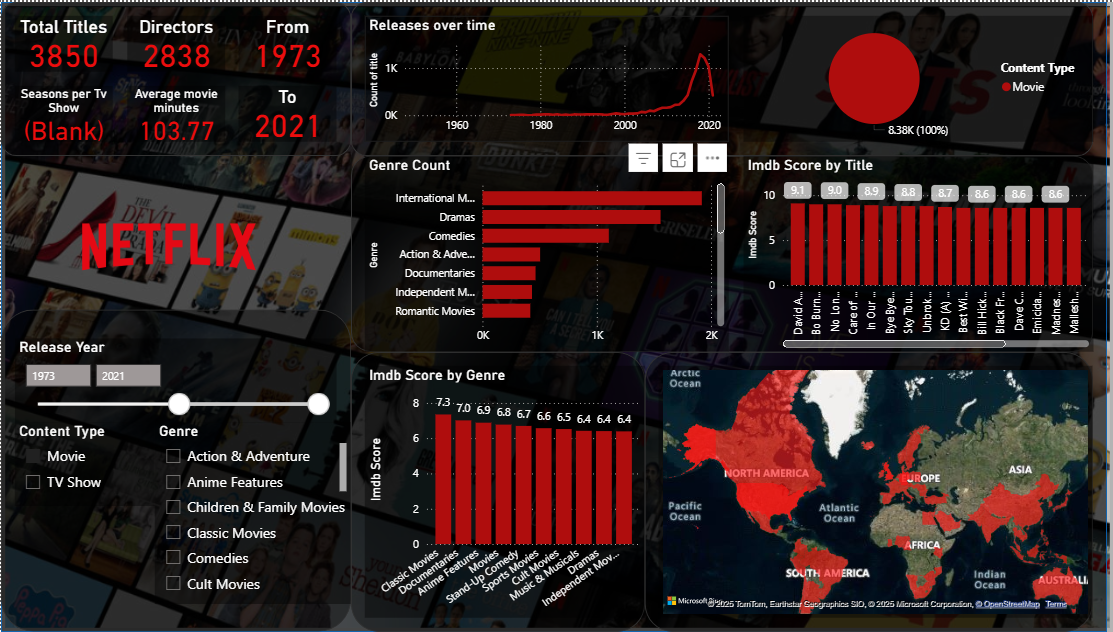 Total Titles
3850
Directors
2838
From
1973
Seasons per Tv
Show
(Blank)
Average movie
minutes
103.77
To
2021
NETFLIX
THE
DEVIL
PRADA
minions
Releases over time
Count of title
1K
0K
1960
1980
2000
2020
8.38K (100%)
Content Type
Movie
Genre Count
Genre
International M...
Dramas
Comedies
Action & Adve...
Documentaries
Independent M...
Romantic Movies
0K
1K
2K
Imdb Score by Title
Imdb Score
10
5
0
9.1
9.0
8.9
8.8
8.7
8.6
8.6
8.6
David A...
Bo Burn...
No Lon...
Care of ...
In Our ...
Bye Bye...
Sky To u...
Unbrok...
KD (A) ...
Best Wi...
Bill Hick...
Black Fr...
Dave C...
Emicida...
Madnes...
Mallesh...
Release Year
1973
2021
Content Type
Movie
TV Show
Genre
Action & Adventure
Anime Features
Children & Family Movies
Classic Movies
Comedies
Cult Movies
Imdb Score by Genre
Imdb Score
8
6
4
2
0
7.3
7.0
6.9
6.8
6.7
6.6
6.5
6.4
6.4
6.4
Classic Movies
Documentaries
Anime Features
Movies
Stand-Up Comedy
Sports Movies
Cult Movies
Music & Musicals
Dramas
Independent Mov...
Arctic
Ocean
NORTH AMERICA
EUROPE
ASIA
Pacific
Ocean
Atlantic
Ocean
AFRICA
SOUTH AMERICA
Indian
Ocean
AUSTRALI
Microsoft Bing
© 2025 TomTom, Earthstar Geographics SIO, © 2025 Microsoft Corporation, © OpenStreetMap Terms